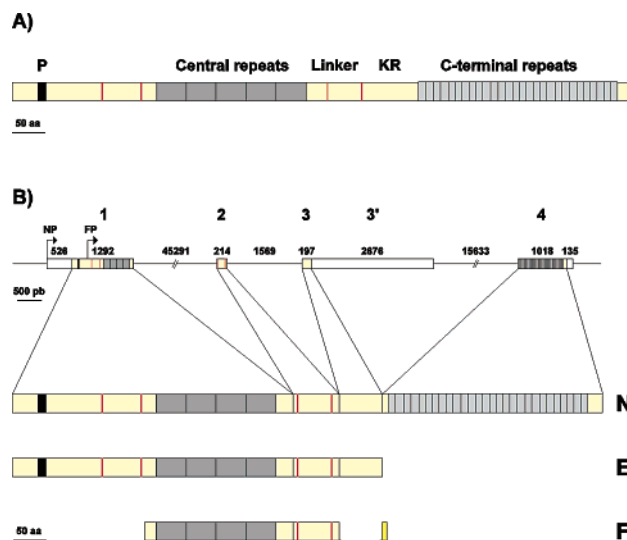 A)
P Central repeats Linker KR C-terminal repeats
50 aa
B)
1 2 3 3' 4
NP FP
526 1292 45291 214 1569 197 2676 15633 1018 135
500 pb
N
E
50 aa F